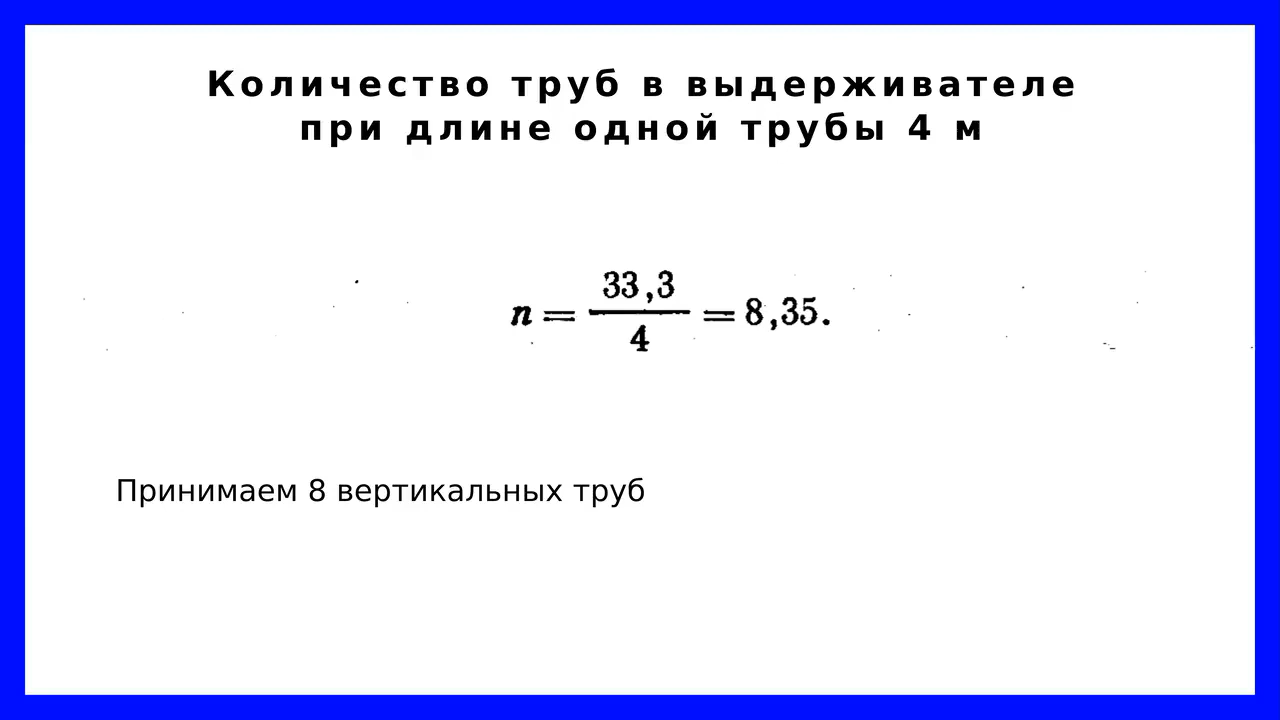 Количество труб в выдерживателе
при длине одной трубы 4 м
n = 33,3 / 4 = 8,35.
Принимаем 8 вертикальных труб